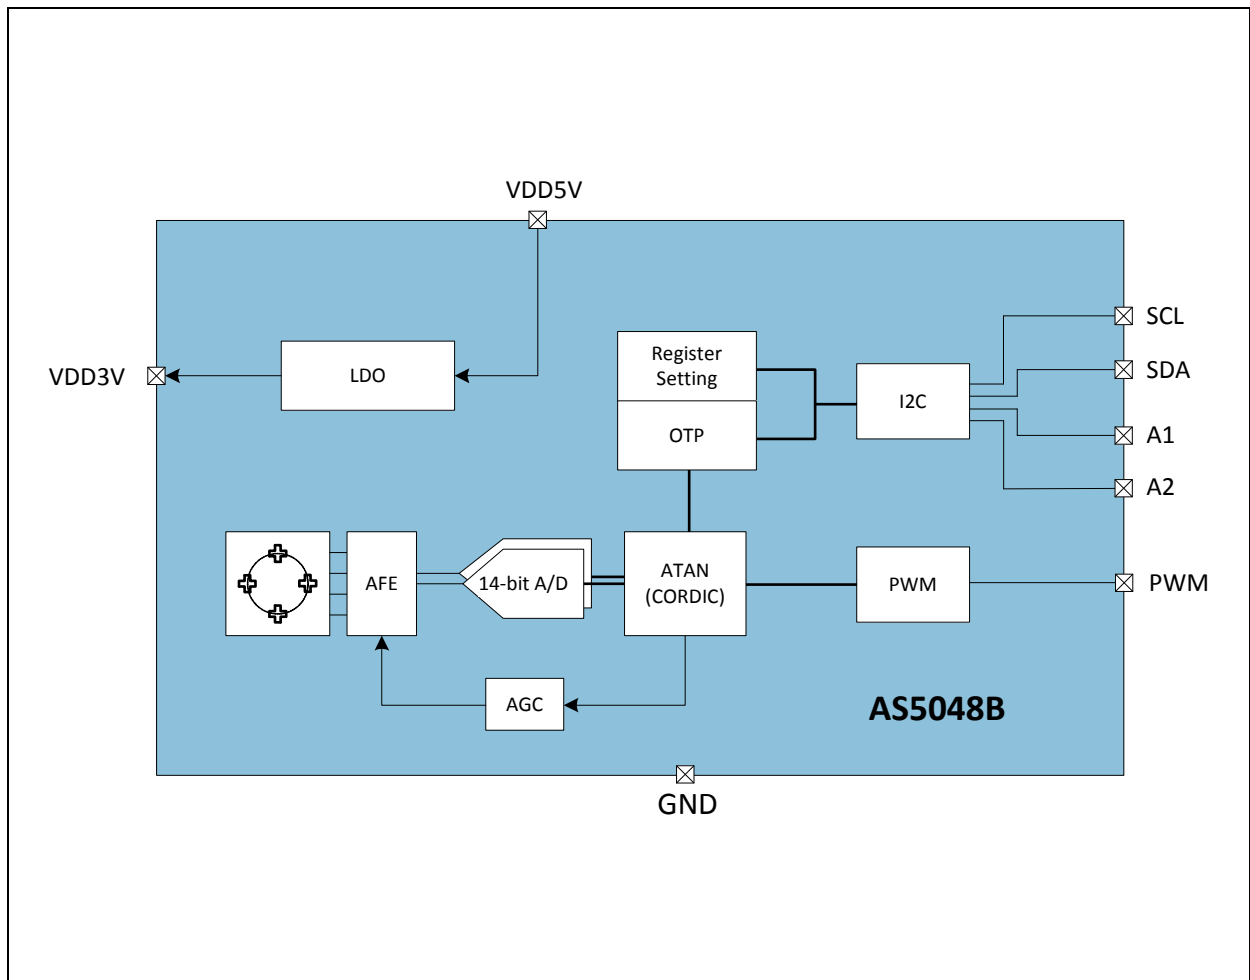 VDD5V
SCL
Register
Setting
SDA
VDD3V
LDO
I2C
OTP
A1
A2
AFE
14-bit A/D
ATAN
(CORDIC)
PWM
PWM
AGC
AS5048B
GND